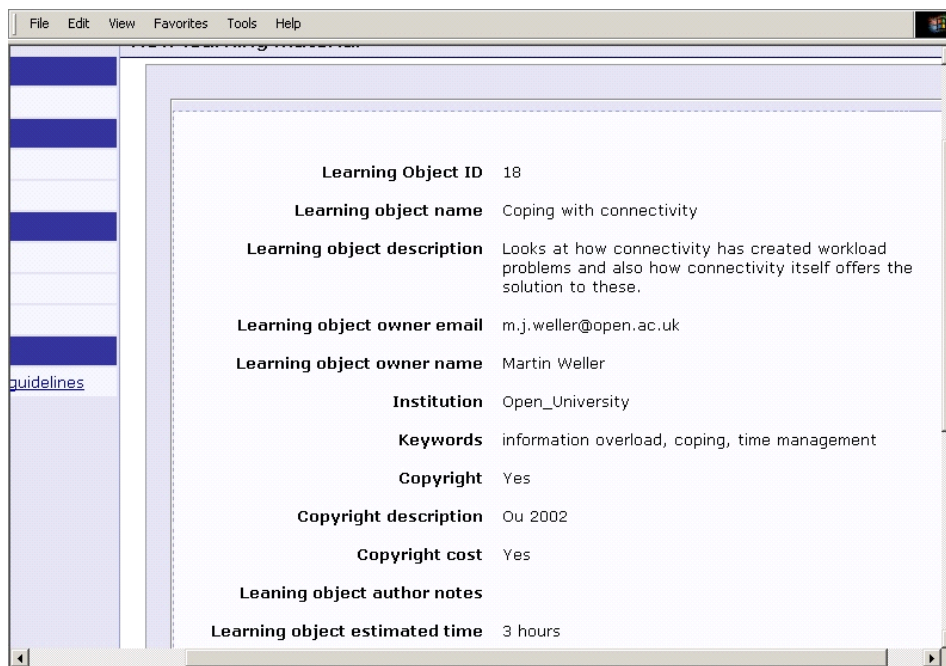 File Edit View Favorites Tools Help
guidelines
Learning Object ID 18
Learning object name Coping with connectivity
Learning object description Looks at how connectivity has created workload
problems and also how connectivity itself offers the
solution to these.
Learning object owner email m.j.weller@open.ac.uk
Learning object owner name Martin Weller
Institution Open_University
Keywords information overload, coping, time management
Copyright Yes
Copyright description Ou 2002
Copyright cost Yes
Leaning object author notes
Learning object estimated time 3 hours